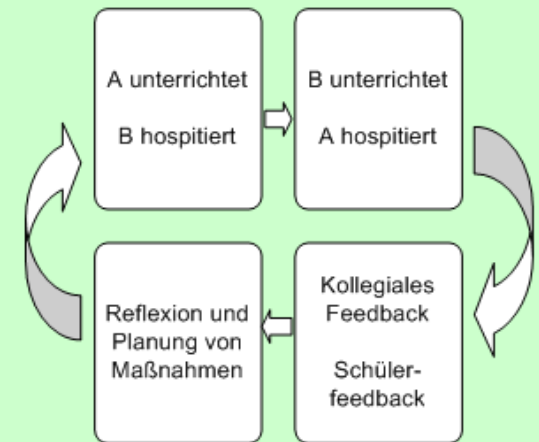 A unterrichtet
B hospitiert
B unterrichtet
A hospitiert
Reflexion und
Planung von
Maßnahmen
Kollegiales
Feedback
Schüler-
feedback